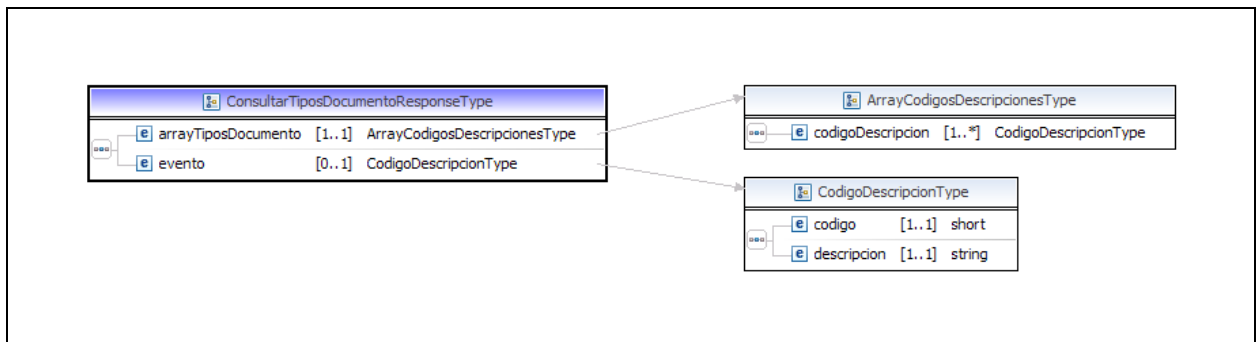 ConsultarTiposDocumentoResponseType
arrayTiposDocumento [1..1] ArrayCodigosDescripcionesType
evento [0..1] CodigoDescripcionType
ArrayCodigosDescripcionesType
codigoDescripcion [1..*] CodigoDescripcionType
CodigoDescripcionType
codigo [1..1] short
descripcion [1..1] string